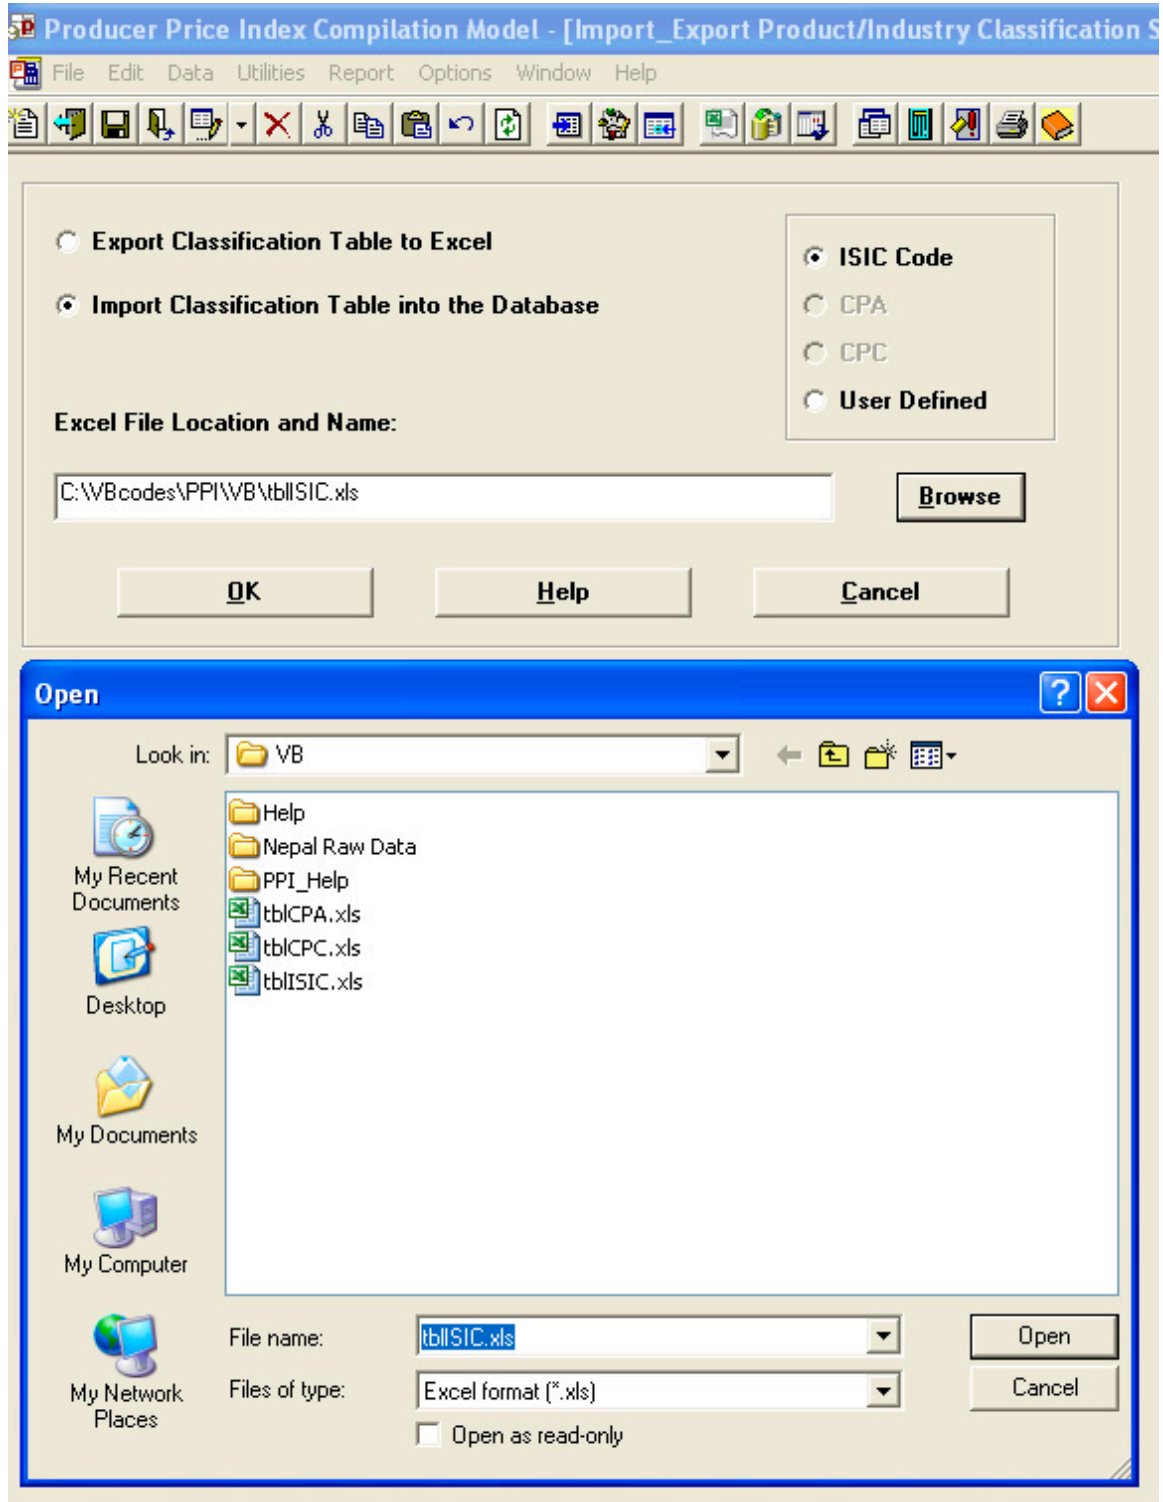 Producer Price Index Compilation Model - [Import_Export Product/Industry Classification S
File Edit Data Utilities Report Options Window Help
Export Classification Table to Excel
Import Classification Table into the Database
ISIC Code
CPA
CPC
User Defined
Excel File Location and Name:
C:\VBcodes\PPI\VB\tblISIC.xls
Browse
OK Help Cancel
Open
Look in: VB
Help
Nepal Raw Data
PPI_Help
tblCPA.xls
tblCPC.xls
tblISIC.xls
My Recent
Documents
Desktop
My Documents
My Computer
My Network
Places
File name: tblISIC.xls Open
Files of type: Excel format (*.xls) Cancel
Open as read-only